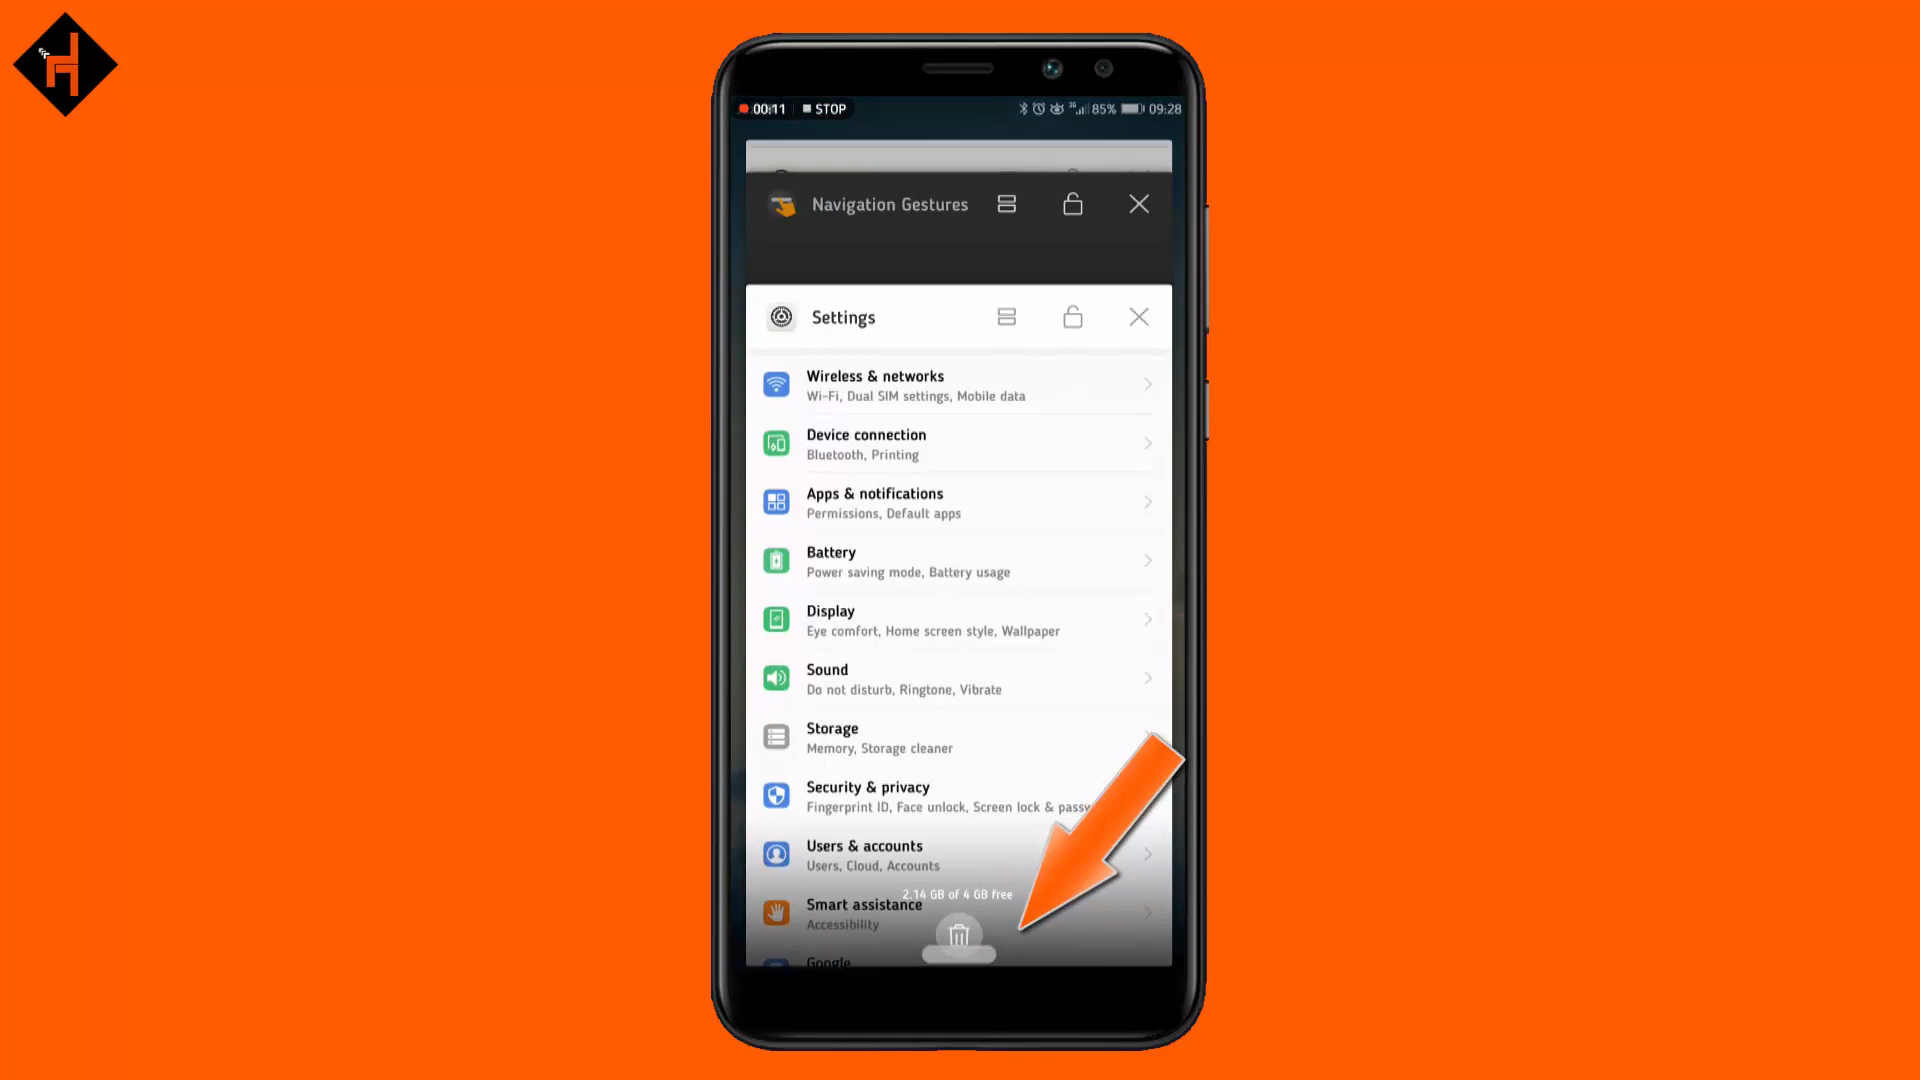 00:11 STOP 3G 85% 09:28
Navigation Gestures
Settings
Wireless & networks
Wi-Fi, Dual SIM settings, Mobile data
Device connection
Bluetooth, Printing
Apps & notifications
Permissions, Default apps
Battery
Power saving mode, Battery usage
Display
Eye comfort, Home screen style, Wallpaper
Sound
Do not disturb, Ringtone, Vibrate
Storage
Memory, Storage cleaner
Security & privacy
Fingerprint ID, Face unlock, Screen lock & passw
Users & accounts
Users, Cloud, Accounts
2.14 GB of 4 GB free
Smart assistance
Accessibility
Google